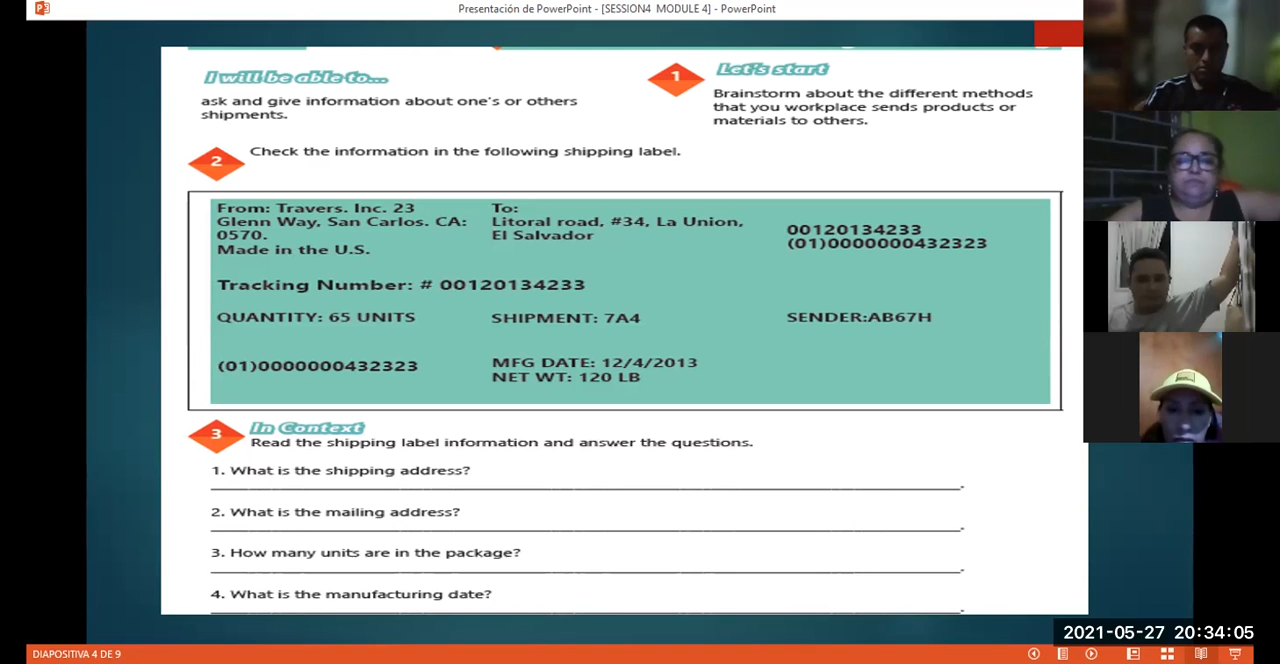 Presentación de PowerPoint - [SESSION4 MODULE 4] - PowerPoint
I will be able to...
ask and give information about one's or others
shipments.
1
Let's start
Brainstorm about the different methods
that you workplace sends products or
materials to others.
2
Check the information in the following shipping label.
From: Travers. Inc. 23
Glenn Way, San Carlos. CA:
0570.
Made in the U.S.
To:
Litoral road, #34, La Union,
El Salvador
00120134233
(01)0000000432323
Tracking Number: # 00120134233
QUANTITY: 65 UNITS
SHIPMENT: 7A4
SENDER:AB67H
(01)0000000432323
MFG DATE: 12/4/2013
NET WT: 120 LB
3
In Context
Read the shipping label information and answer the questions.
1. What is the shipping address?
2. What is the mailing address?
3. How many units are in the package?
4. What is the manufacturing date?
2021-05-27 20:34:05
DIAPOSITIVA 4 DE 9